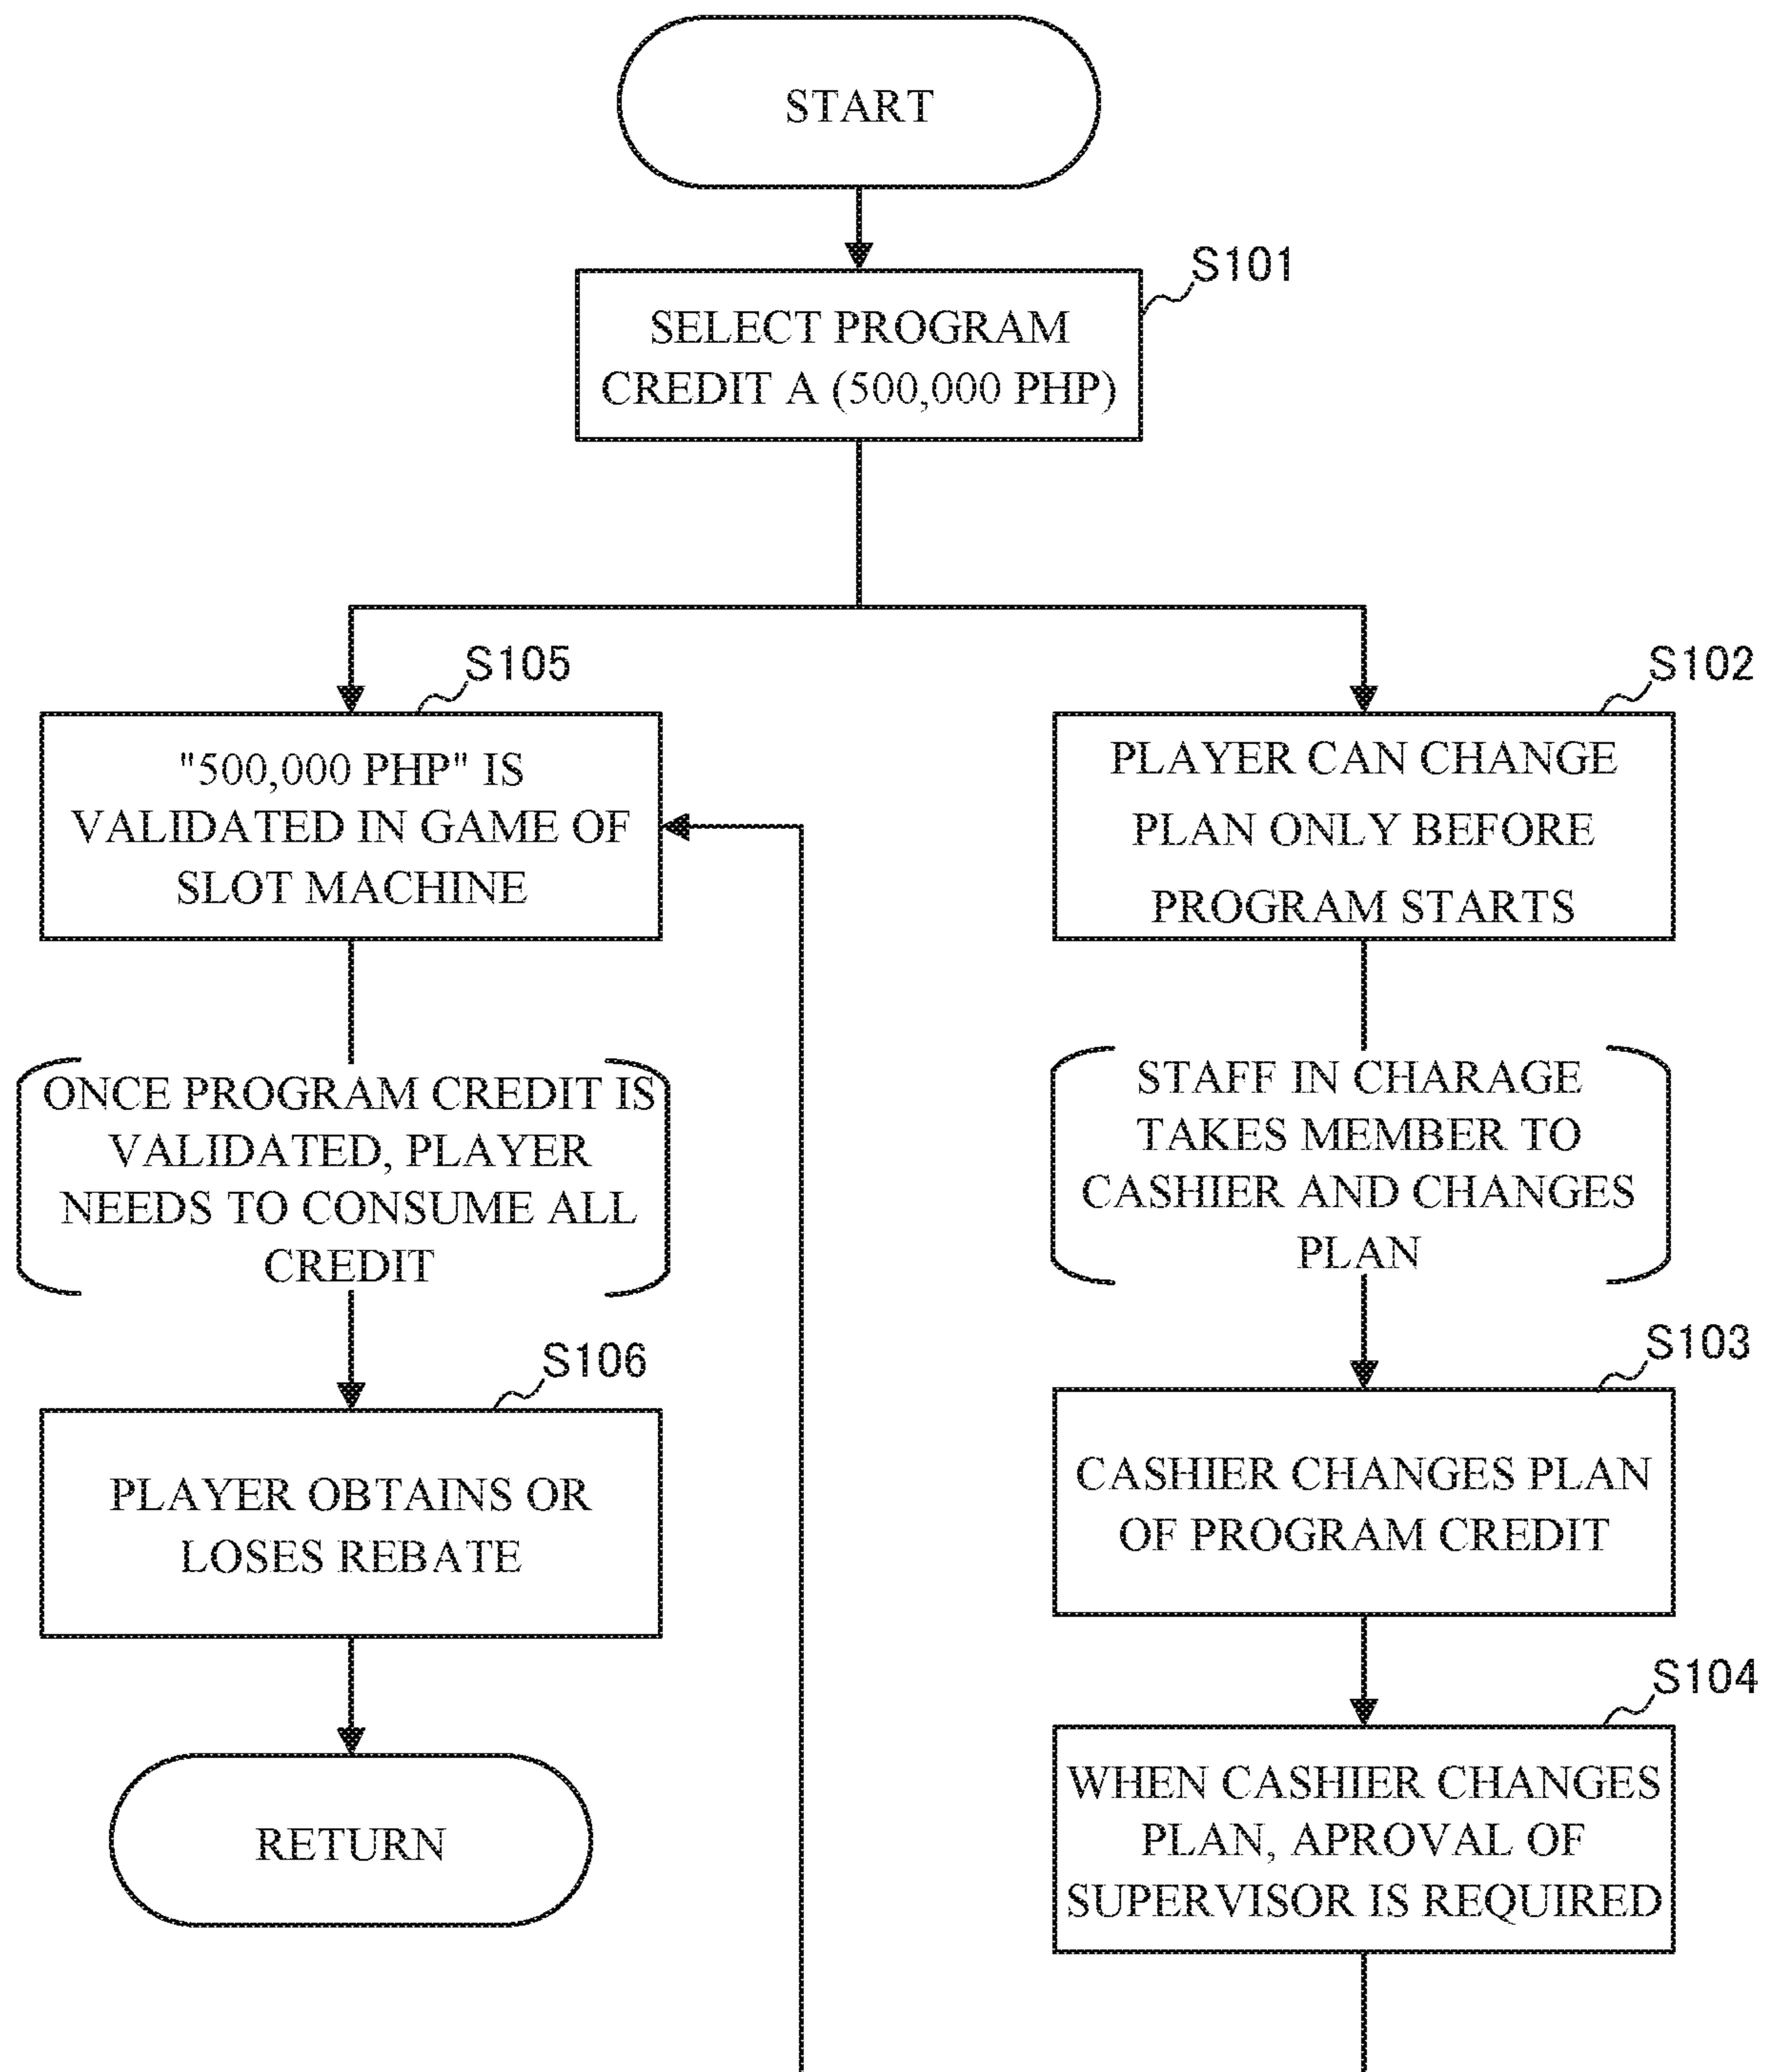 START
S101
SELECT PROGRAM
CREDIT A (500,000 PHP)
S105
"500,000 PHP" IS
VALIDATED IN GAME OF
SLOT MACHINE
ONCE PROGRAM CREDIT IS
VALIDATED, PLAYER
NEEDS TO CONSUME ALL
CREDIT
S106
PLAYER OBTAINS OR
LOSES REBATE
RETURN
S102
PLAYER CAN CHANGE
PLAN ONLY BEFORE
PROGRAM STARTS
STAFF IN CHARAGE
TAKES MEMBER TO
CASHIER AND CHANGES
PLAN
S103
CASHIER CHANGES PLAN
OF PROGRAM CREDIT
S104
WHEN CASHIER CHANGES
PLAN, APROVAL OF
SUPERVISOR IS REQUIRED